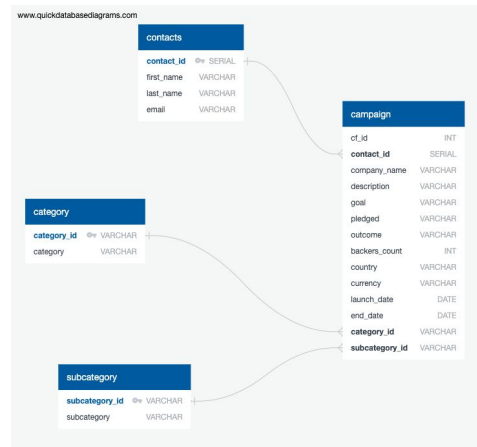 www.quickdatabasediagrams.com
contacts
contact_id SERIAL
first_name VARCHAR
last_name VARCHAR
email VARCHAR
campaign
cf_id INT
contact_id SERIAL
company_name VARCHAR
description VARCHAR
goal VARCHAR
pledged VARCHAR
outcome VARCHAR
backers_count INT
country VARCHAR
currency VARCHAR
launch_date DATE
end_date DATE
category_id VARCHAR
subcategory_id VARCHAR
category
category_id VARCHAR
category VARCHAR
subcategory
subcategory_id VARCHAR
subcategory VARCHAR